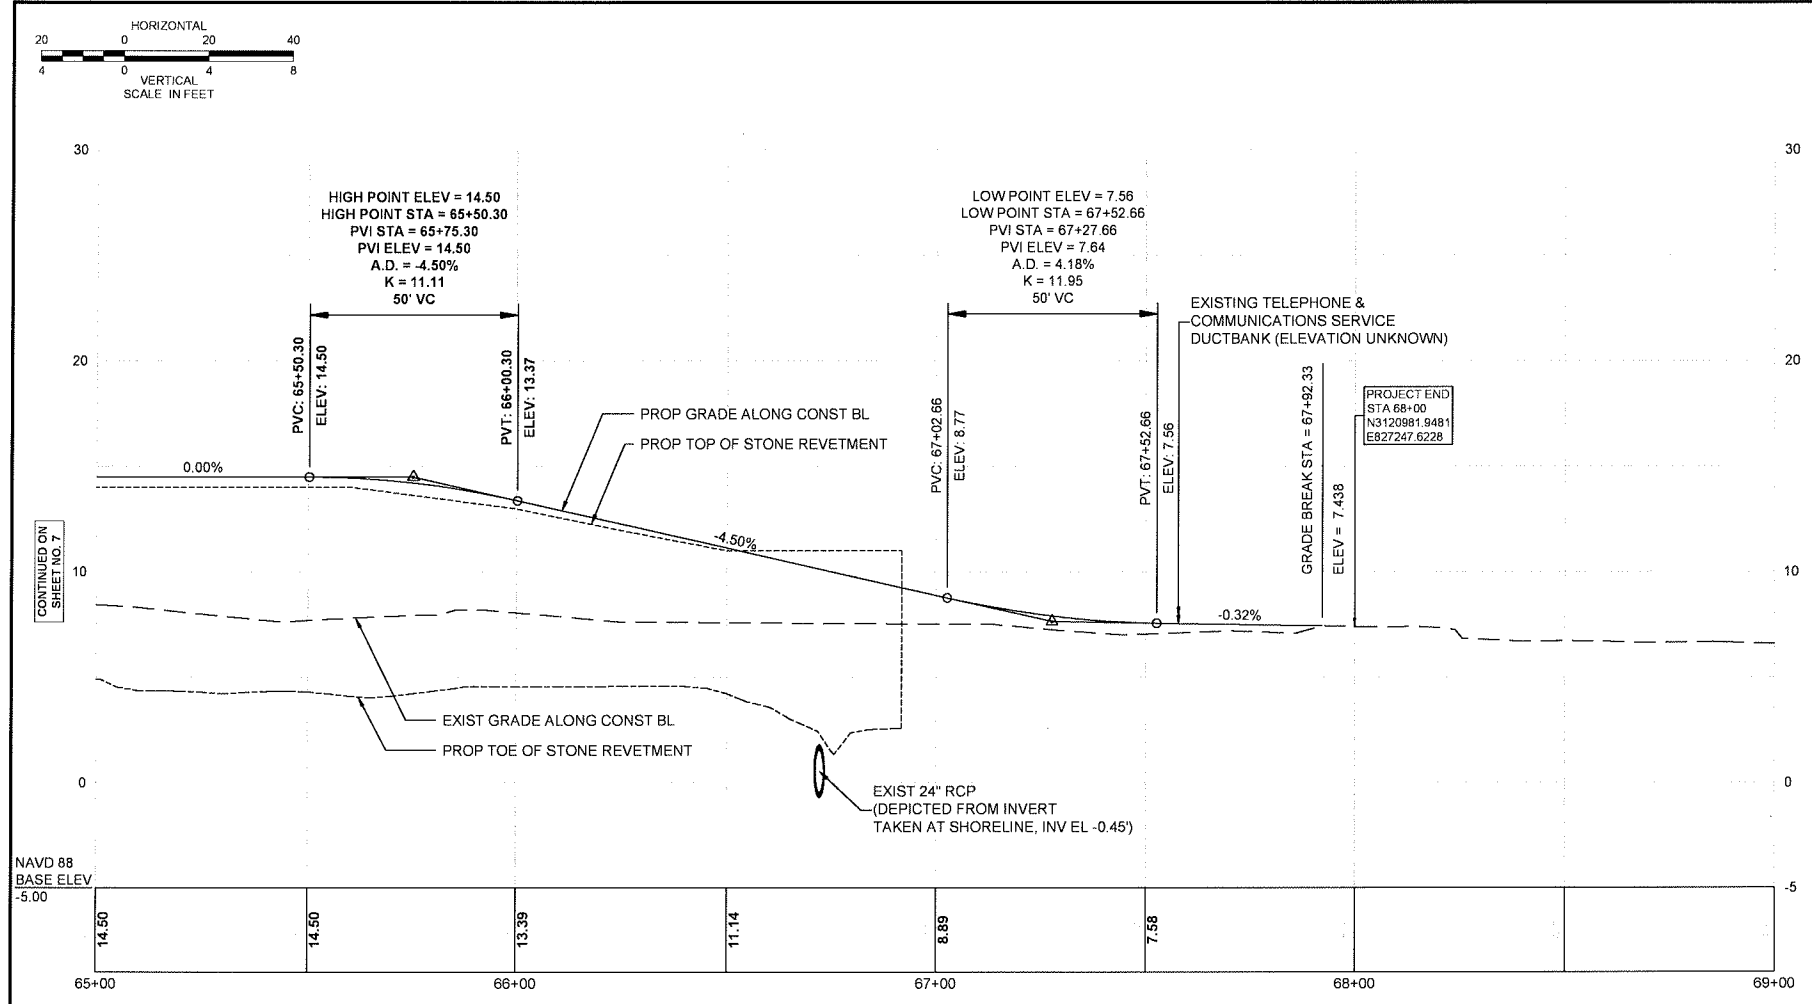 HORIZONTAL
20 0 20 40
4 0 4 8
VERTICAL
SCALE IN FEET
30
30
HIGH POINT ELEV = 14.50
HIGH POINT STA = 65+50.30
PVI STA = 65+75.30
PVI ELEV = 14.50
A.D. = -4.50%
K = 11.11
50' VC
LOW POINT ELEV = 7.56
LOW POINT STA = 67+52.66
PVI STA = 67+27.66
PVI ELEV = 7.64
A.D. = 4.18%
K = 11.95
50' VC
EXISTING TELEPHONE &
COMMUNICATIONS SERVICE
DUCTBANK (ELEVATION UNKNOWN)
20
20
PVC: 65+50.30
ELEV: 14.50
PVT: 66+00.30
ELEV: 13.37
PROP GRADE ALONG CONST BL
PROP TOP OF STONE REVETMENT
PVC: 67+02.66
ELEV: 8.77
PVT: 67+52.66
ELEV: 7.56
GRADE BREAK STA = 67+92.33
ELEV = 7.438
PROJECT END
STA 68+00
N3120981.9481
E827247.6228
0.00%
-4.50%
-0.32%
CONTINUED ON
SHEET NO. 7
10
10
EXIST GRADE ALONG CONST BL
PROP TOE OF STONE REVETMENT
0
0
EXIST 24" RCP
(DEPICTED FROM INVERT
TAKEN AT SHORELINE, INV EL -0.45')
NAVD 88
BASE ELEV
-5.00
-5
14.50
14.50
13.39
11.14
8.89
7.58
65+00
66+00
67+00
68+00
69+00